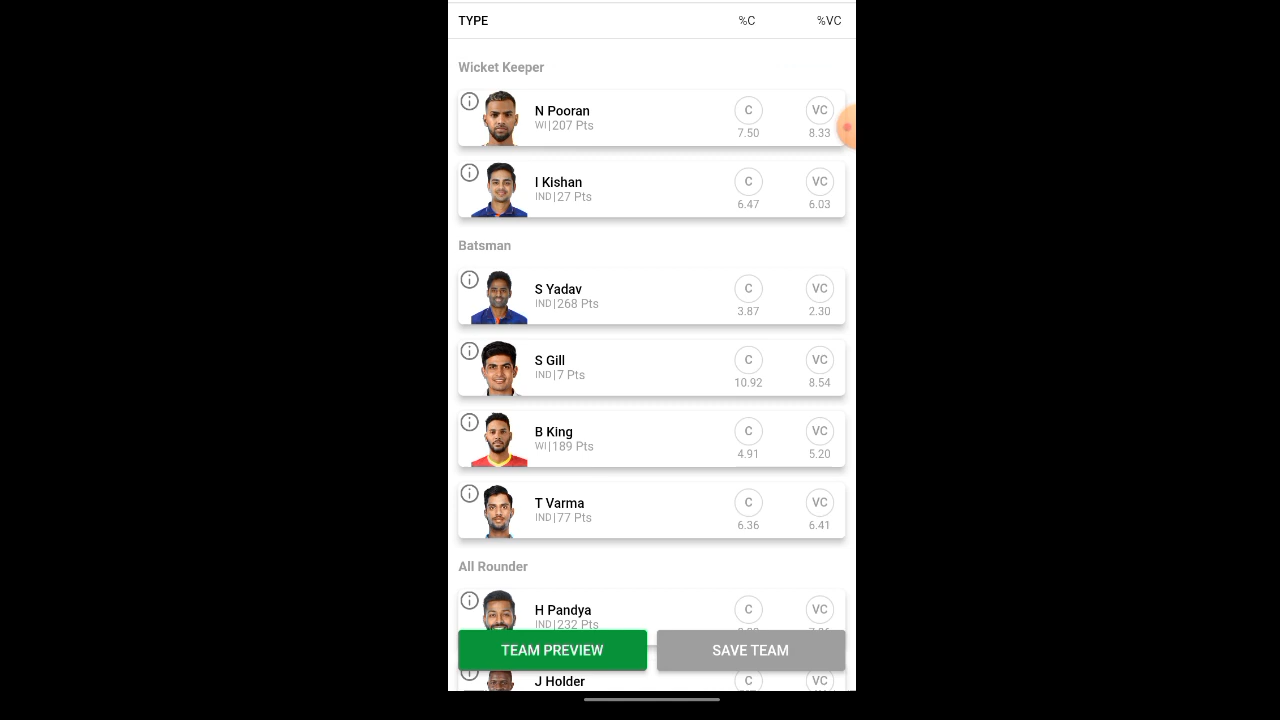 TYPE %C %VC
Wicket Keeper
N Pooran
WI|207 Pts
C
7.50
VC
8.33
I Kishan
IND|27 Pts
C
6.47
VC
6.03
Batsman
S Yadav
IND|268 Pts
C
3.87
VC
2.30
S Gill
IND|7 Pts
C
10.92
VC
8.54
B King
WI|189 Pts
C
4.91
VC
5.20
T Varma
IND|77 Pts
C
6.36
VC
6.41
All Rounder
H Pandya
IND|232 Pts
C
VC
TEAM PREVIEW
SAVE TEAM
J Holder
C
VC